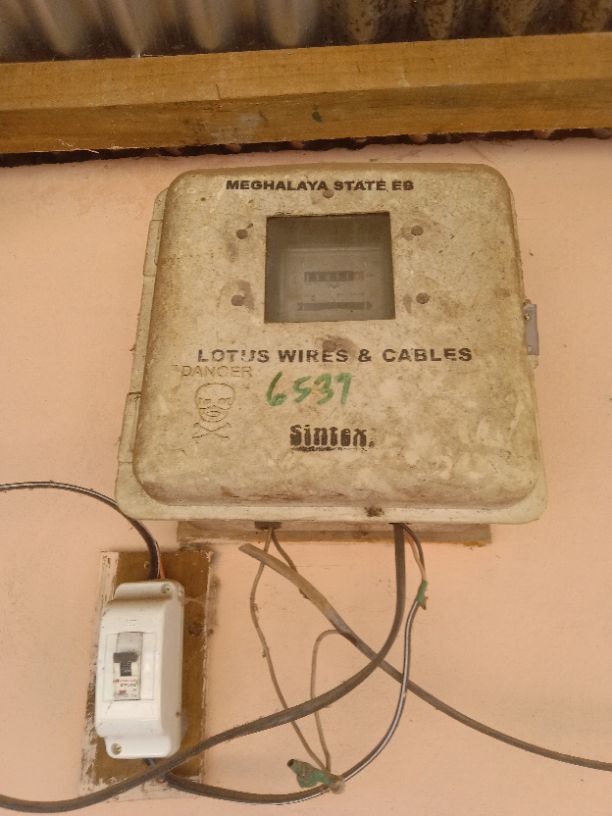 MEGHALAYA STATE EB
LOTUS WIRES & CABLES
DANGER
6537
Sintex